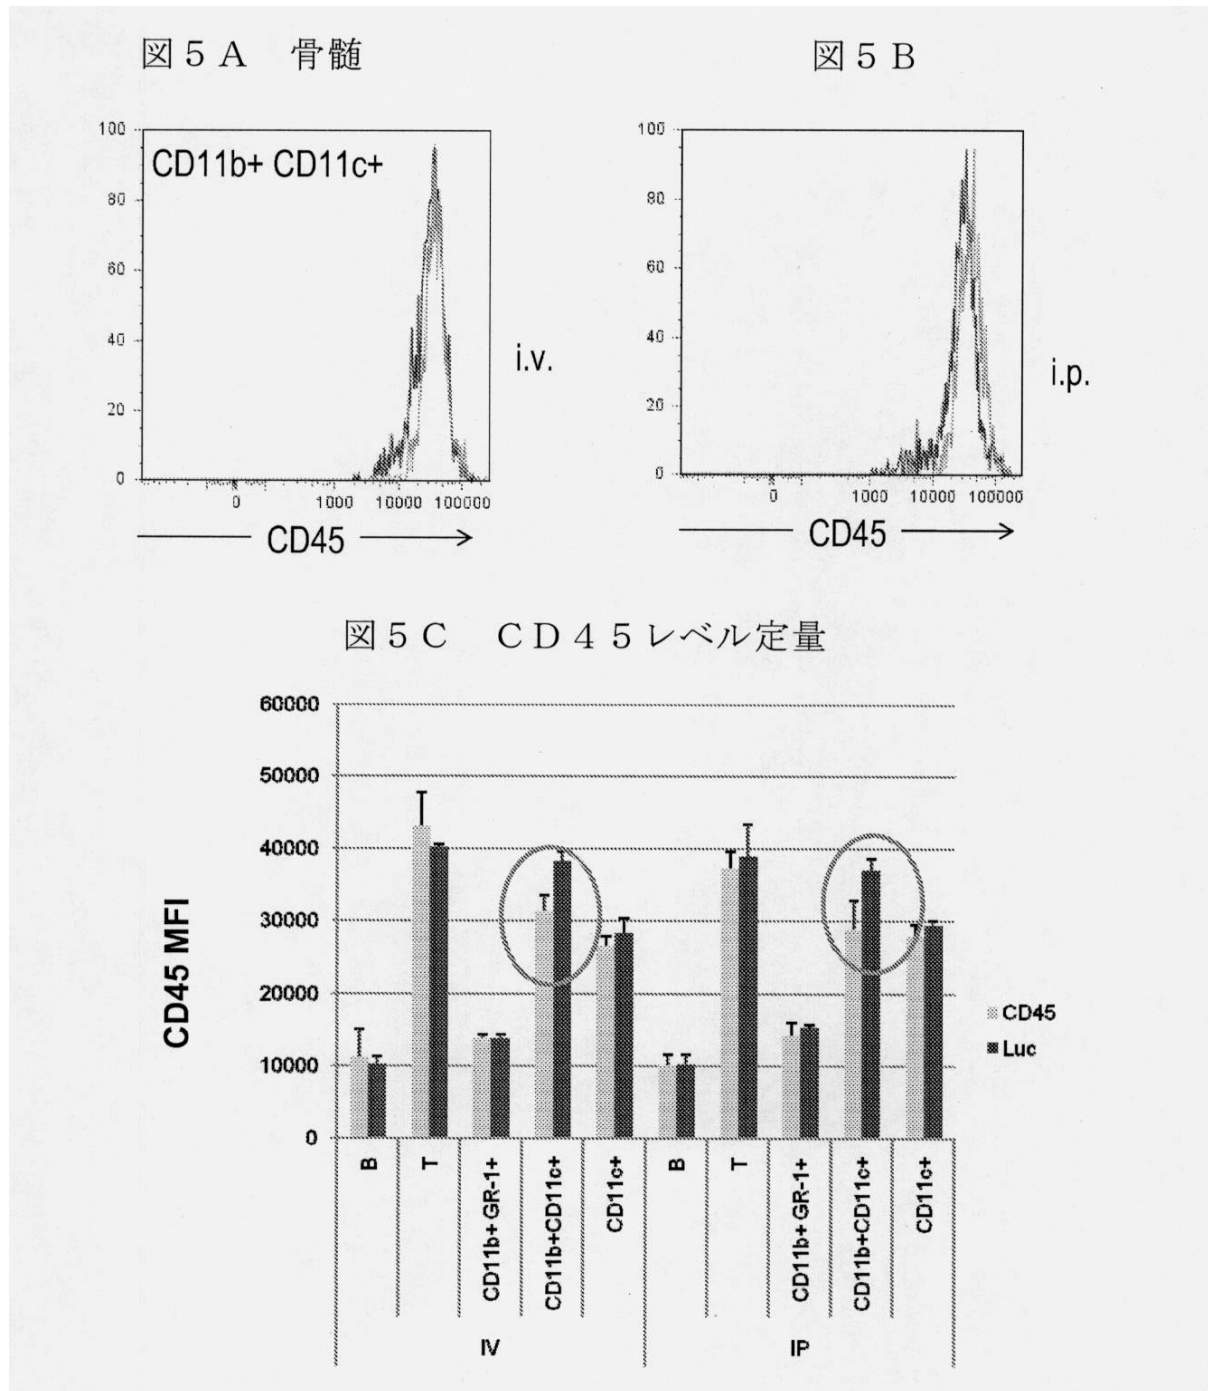 図５Ａ　骨髄
図５Ｂ
100
80
60
40
20
0
CD11b+ CD11c+
0 1000 10000 100000
CD45
i.v.
100
80
60
40
20
0
0 1000 10000 100000
CD45
i.p.
図５Ｃ　ＣＤ４５レベル定量
60000
50000
40000
30000
20000
10000
0
CD45 MFI
B
T
CD11b+ GR-1+
CD11b+CD11c+
CD11c+
B
T
CD11b+ GR-1+
CD11b+CD11c+
CD11c+
IV
IP
CD45
Luc